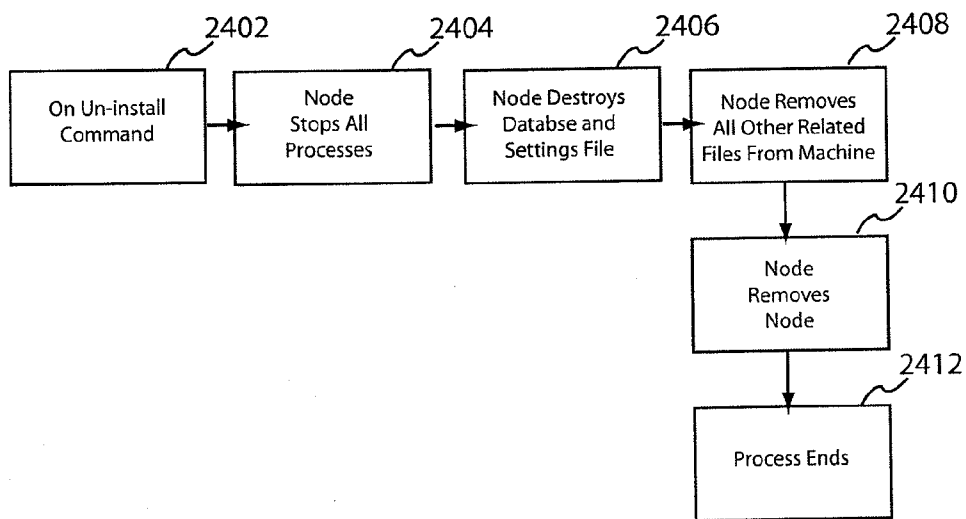 2402
On Un-install
Command
2404
Node
Stops All
Processes
2406
Node Destroys
Databse and
Settings File
2408
Node Removes
All Other Related
Files From Machine
2410
Node
Removes
Node
2412
Process Ends